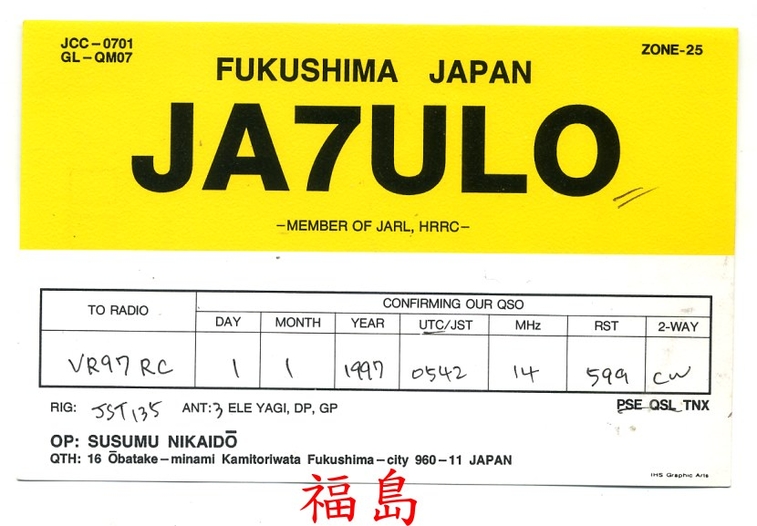 JCC-0701
GL-QM07
ZONE-25
FUKUSHIMA JAPAN
JA7ULO
-MEMBER OF JARL, HRRC-
TO RADIO
CONFIRMING OUR QSO
DAY MONTH YEAR UTC/JST MHz RST 2-WAY
VR97RC 1 1 1997 0542 14 599 CW
RIG: JST135 ANT:3 ELE YAGI, DP, GP PSE QSL TNX
OP: SUSUMU NIKAIDŌ
QTH: 16 Ōbatake-minami Kamitoriwata Fukushima-city 960-11 JAPAN
IHS Graphic Arts
福島